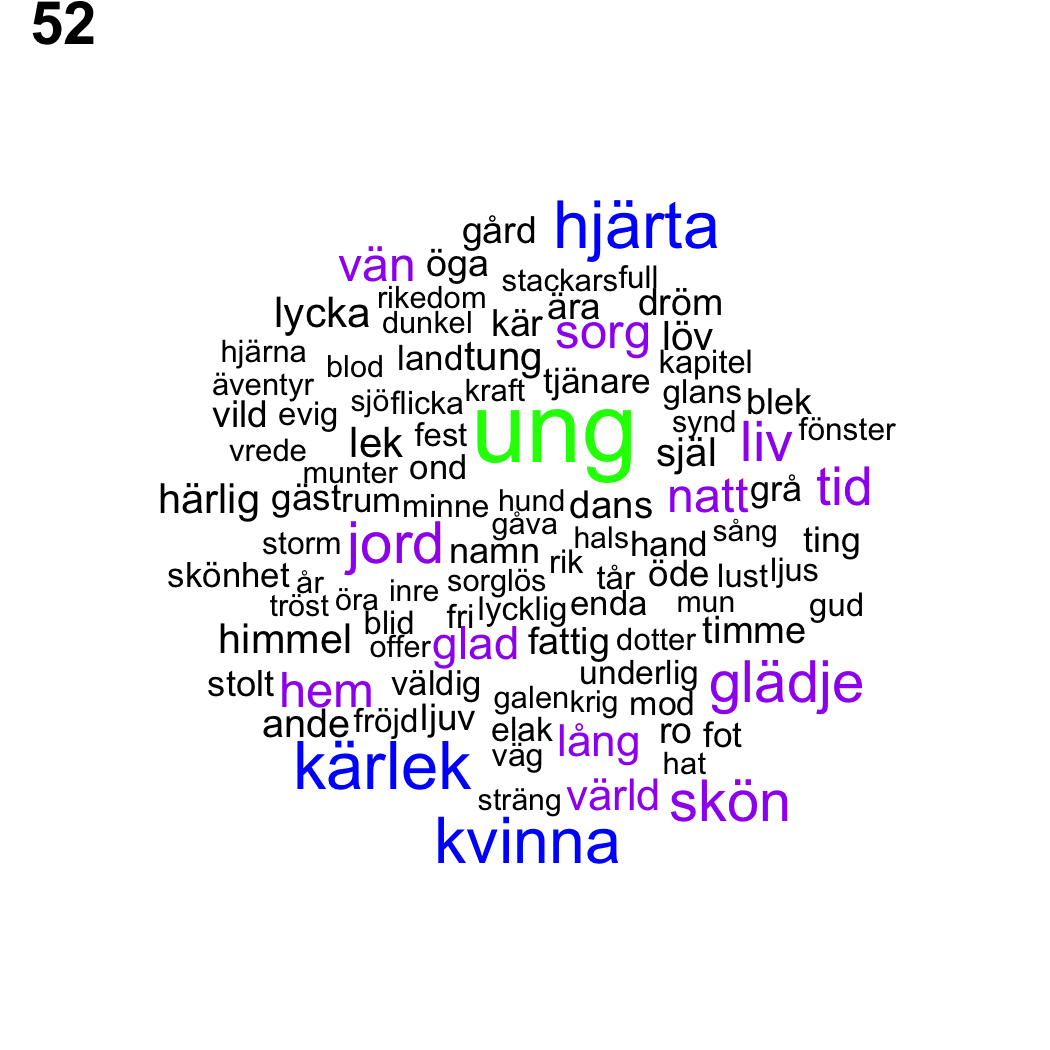 52
gård hjärta
vän öga stackars full
lycka rikedom ära dröm
dunkel kär sorg löv
hjärna blod land tung kapitel
äventyr sjö flicka kraft tjänare glans blek
vild evig ung synd fönster
vrede lek fest själ liv
munter ond
härlig gäst rum minne hund dans natt grå tid
gåva
storm jord namn hals hand sång ting
skönhet år inre sorglös rik tår öde lust ljus
tröst öra blid fri lycklig enda mun gud
himmel offer glad fattig dotter timme
stolt hem väldig underlig glädje
galen krig mod
ande fröjd ljuv elak lång ro fot
kärlek väg hat
sträng värld skön
kvinna